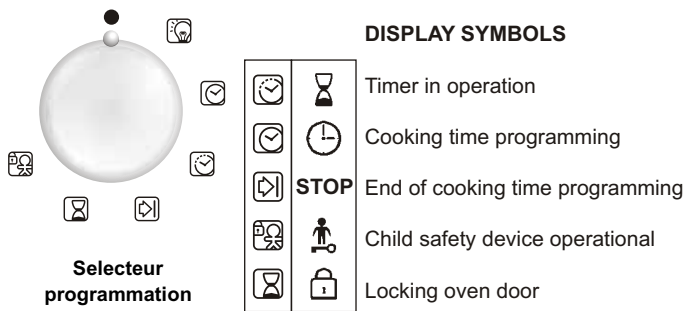 DISPLAY SYMBOLS
Timer in operation
Cooking time programming
STOP End of cooking time programming
Child safety device operational
Locking oven door
Selecteur
programmation